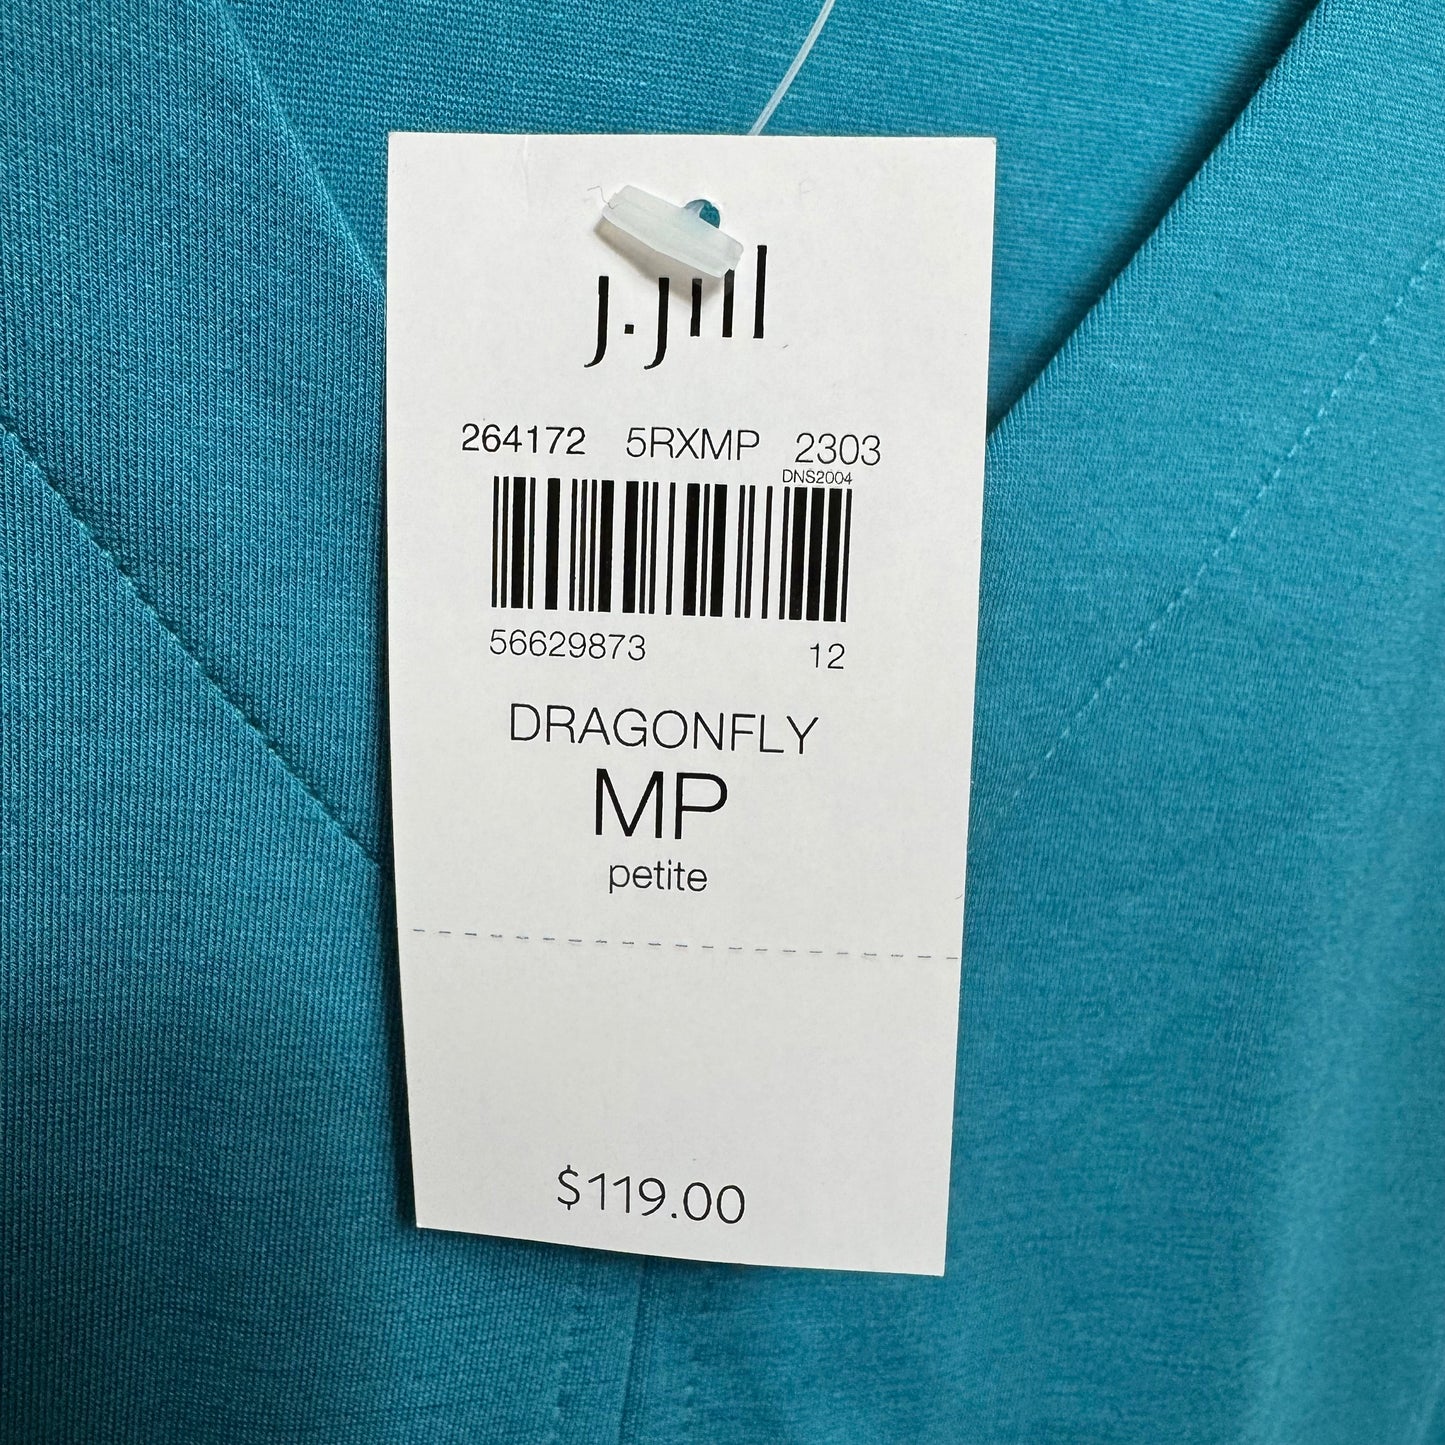 j.jill
264172 5RXMP 2303
DNS2004
56629873 12
DRAGONFLY
MP
petite
$119.00